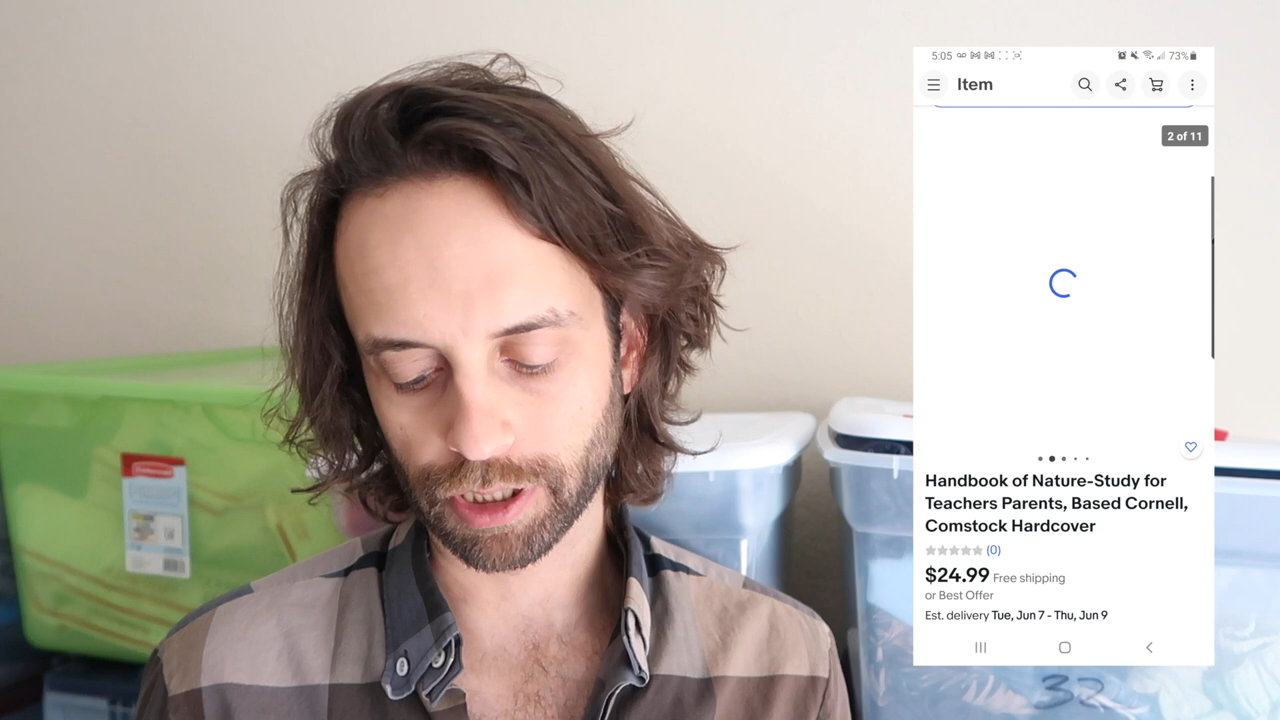 5:05
73%
Item
2 of 11
Handbook of Nature-Study for
Teachers Parents, Based Cornell,
Comstock Hardcover
(0)
$24.99 Free shipping
or Best Offer
Est. delivery Tue, Jun 7 - Thu, Jun 9
Rubbermaid
32